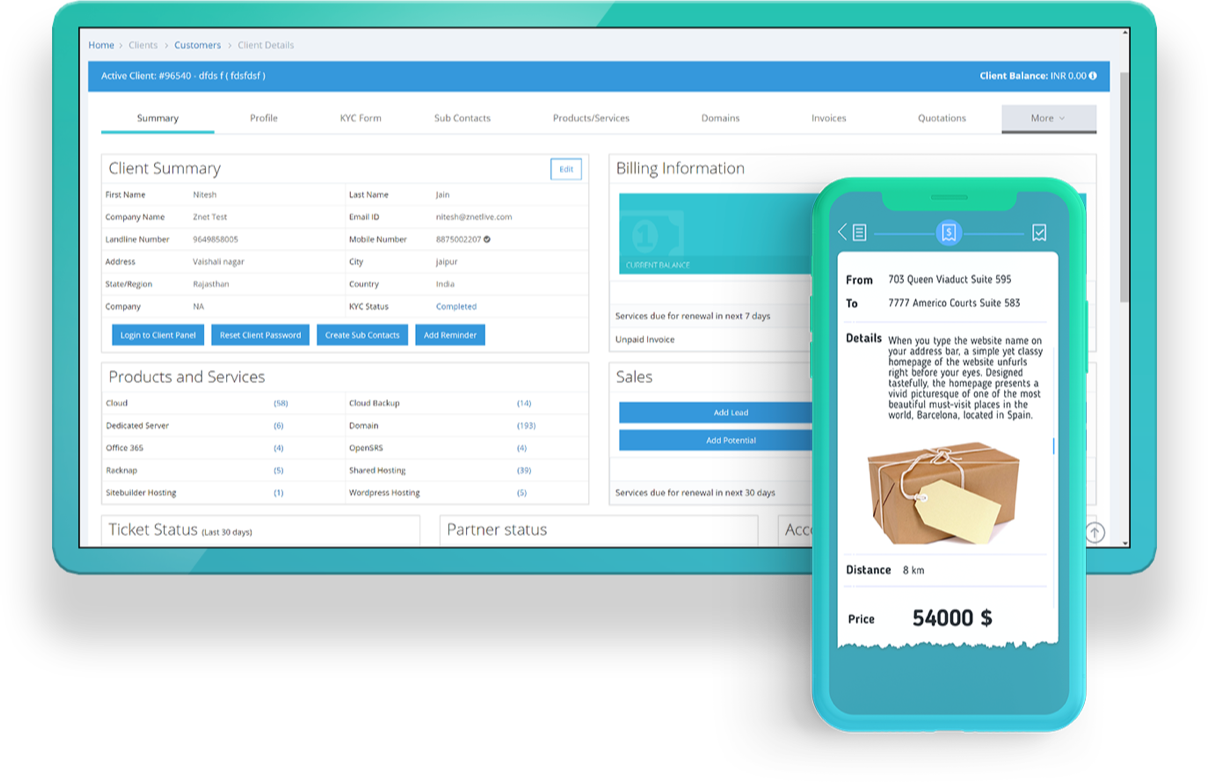 Home > Clients > Customers > Client Details
Active Client: #96540 - dfds f ( fdsfdsf )
Client Balance: INR 0.00
Summary
Profile
KYC Form
Sub Contacts
Products/Services
Domains
Invoices
Quotations
More
Client Summary
Edit
First Name Nitesh Last Name Jain
Company Name Znet Test Email ID nitesh@znetlive.com
Landline Number 9649858005 Mobile Number 8875002207
Address Vaishali nagar City Jaipur
State/Region Rajasthan Country India
Company NA KYC Status Completed
Login to Client Panel
Reset Client Password
Create Sub Contacts
Add Reminder
Billing Information
CURRENT BALANCE
Services due for renewal in next 7 days
Unpaid Invoice
Products and Services
Cloud (58) Cloud Backup (14)
Dedicated Server (6) Domain (193)
Office 365 (4) OpenSRS (4)
Racknap (5) Shared Hosting (39)
Sitebuilder Hosting (1) Wordpress Hosting (5)
Sales
Add Lead
Add Potential
Services due for renewal in next 30 days
Ticket Status (Last 30 days)
Partner status
Acc
From 703 Queen Viaduct Suite 595
To 7777 Americo Courts Suite 583
Details When you type the website name on
your address bar, a simple yet classy
homepage of the website unfurls
right before your eyes. Designed
tastefully, the homepage presents a
vivid picturesque of one of the most
beautiful must-visit places in the
world, Barcelona, located in Spain.
Distance 8 km
Price 54000 $